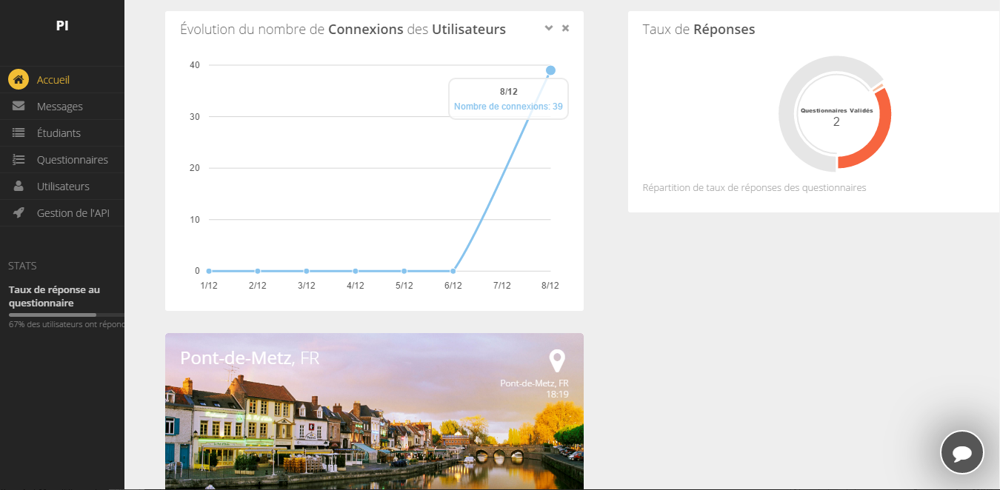 PI
Accueil
Messages
Étudiants
Questionnaires
Utilisateurs
Gestion de l'API
STATS
Taux de réponse au
questionnaire
67% des utilisateurs ont répond
Évolution du nombre de Connexions des Utilisateurs
40
30
20
10
0
8/12
Nombre de connexions: 39
1/12 2/12 3/12 4/12 5/12 6/12 7/12 8/12
Taux de Réponses
Questionnaires Validés
2
Répartition de taux de réponses des questionnaires
Pont-de-Metz, FR
Pont-de-Metz, FR
18:19